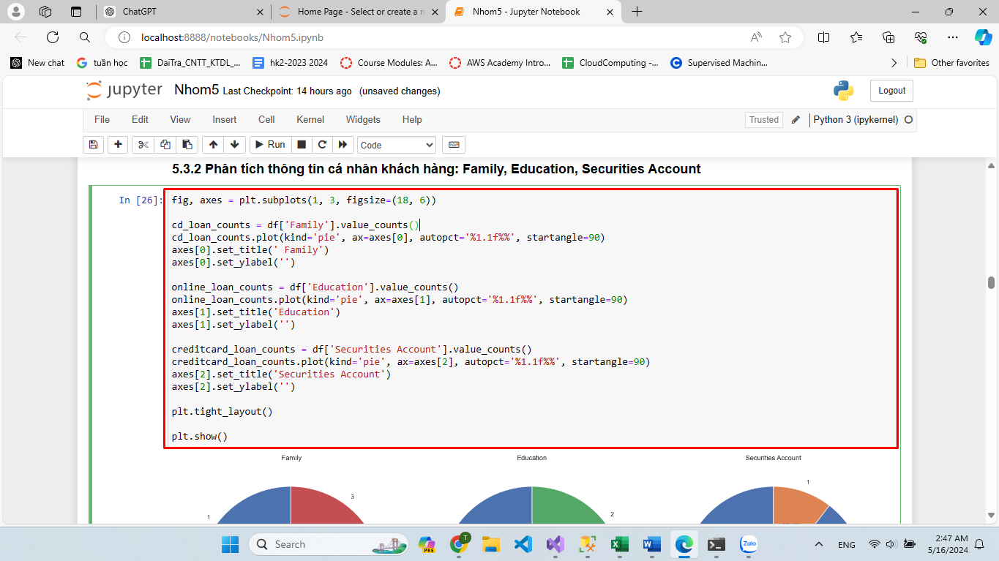 ChatGPT
Home Page - Select or create a n
Nhom5 - Jupyter Notebook
localhost:8888/notebooks/Nhom5.ipynb
New chat
tuần học
DaiTra_CNTT_KTDL_...
hk2-2023 2024
Course Modules: A...
AWS Academy Intro...
CloudComputing -...
Supervised Machin...
Other favorites
jupyter Nhom5 Last Checkpoint: 14 hours ago (unsaved changes)
Logout
File Edit View Insert Cell Kernel Widgets Help
Trusted
Python 3 (ipykernel)
Run
Code
5.3.2 Phân tích thông tin cá nhân khách hàng: Family, Education, Securities Account
In [26]: fig, axes = plt.subplots(1, 3, figsize=(18, 6))
cd_loan_counts = df['Family'].value_counts()
cd_loan_counts.plot(kind='pie', ax=axes[0], autopct='%1.1f%%', startangle=90)
axes[0].set_title(' Family')
axes[0].set_ylabel('')
online_loan_counts = df['Education'].value_counts()
online_loan_counts.plot(kind='pie', ax=axes[1], autopct='%1.1f%%', startangle=90)
axes[1].set_title('Education')
axes[1].set_ylabel('')
creditcard_loan_counts = df['Securities Account'].value_counts()
creditcard_loan_counts.plot(kind='pie', ax=axes[2], autopct='%1.1f%%', startangle=90)
axes[2].set_title('Securities Account')
axes[2].set_ylabel('')
plt.tight_layout()
plt.show()
Family
Education
Securities Account
1
3
2
1
Search
PRE
T
Zalo
ENG
2:47 AM
5/16/2024